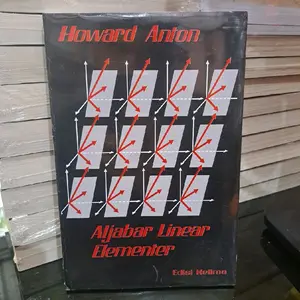 Howard Anton
Aljabar Linear
Elementer
Edisi Kelima